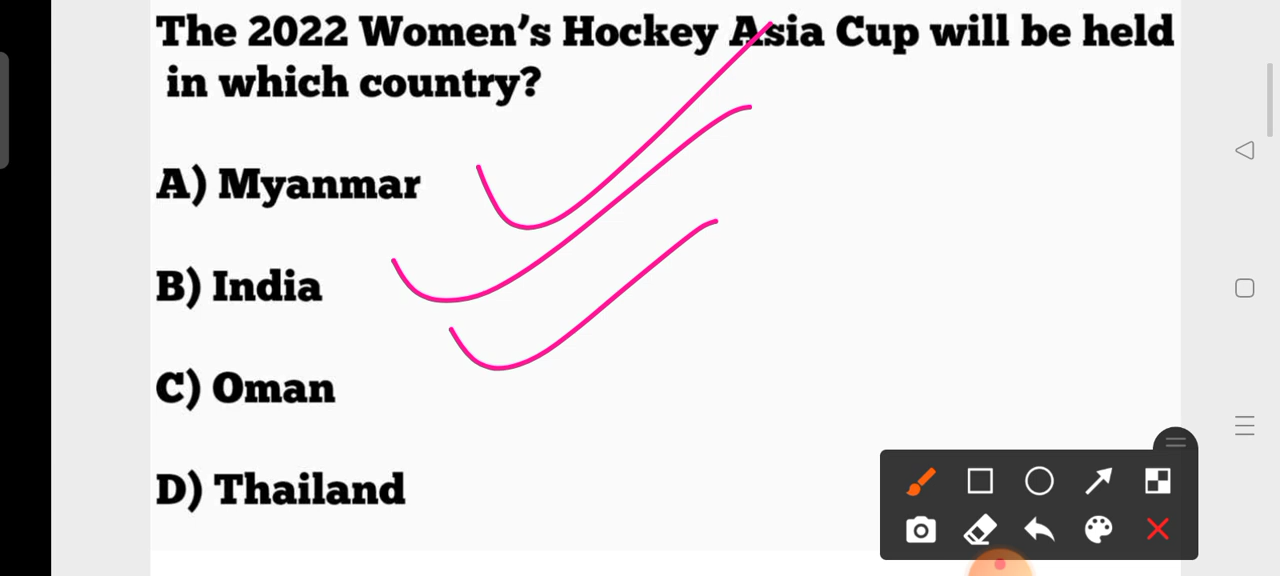 The 2022 Women’s Hockey Asia Cup will be held
in which country?
A) Myanmar
B) India
C) Oman
D) Thailand